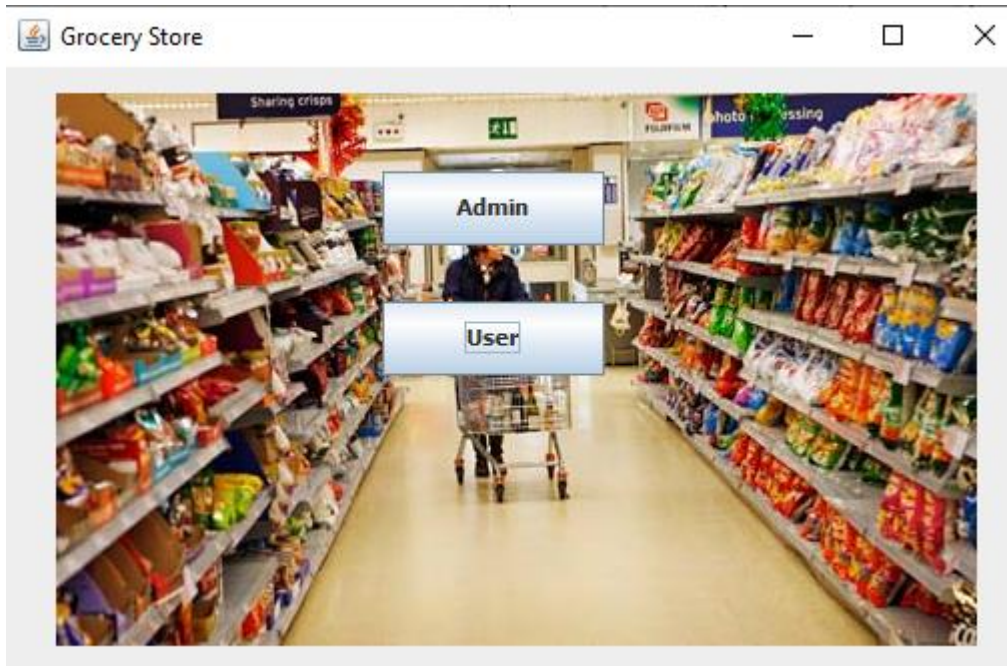 Grocery Store
Sharing crisps
FUJIFILM
photo processing
Admin
User